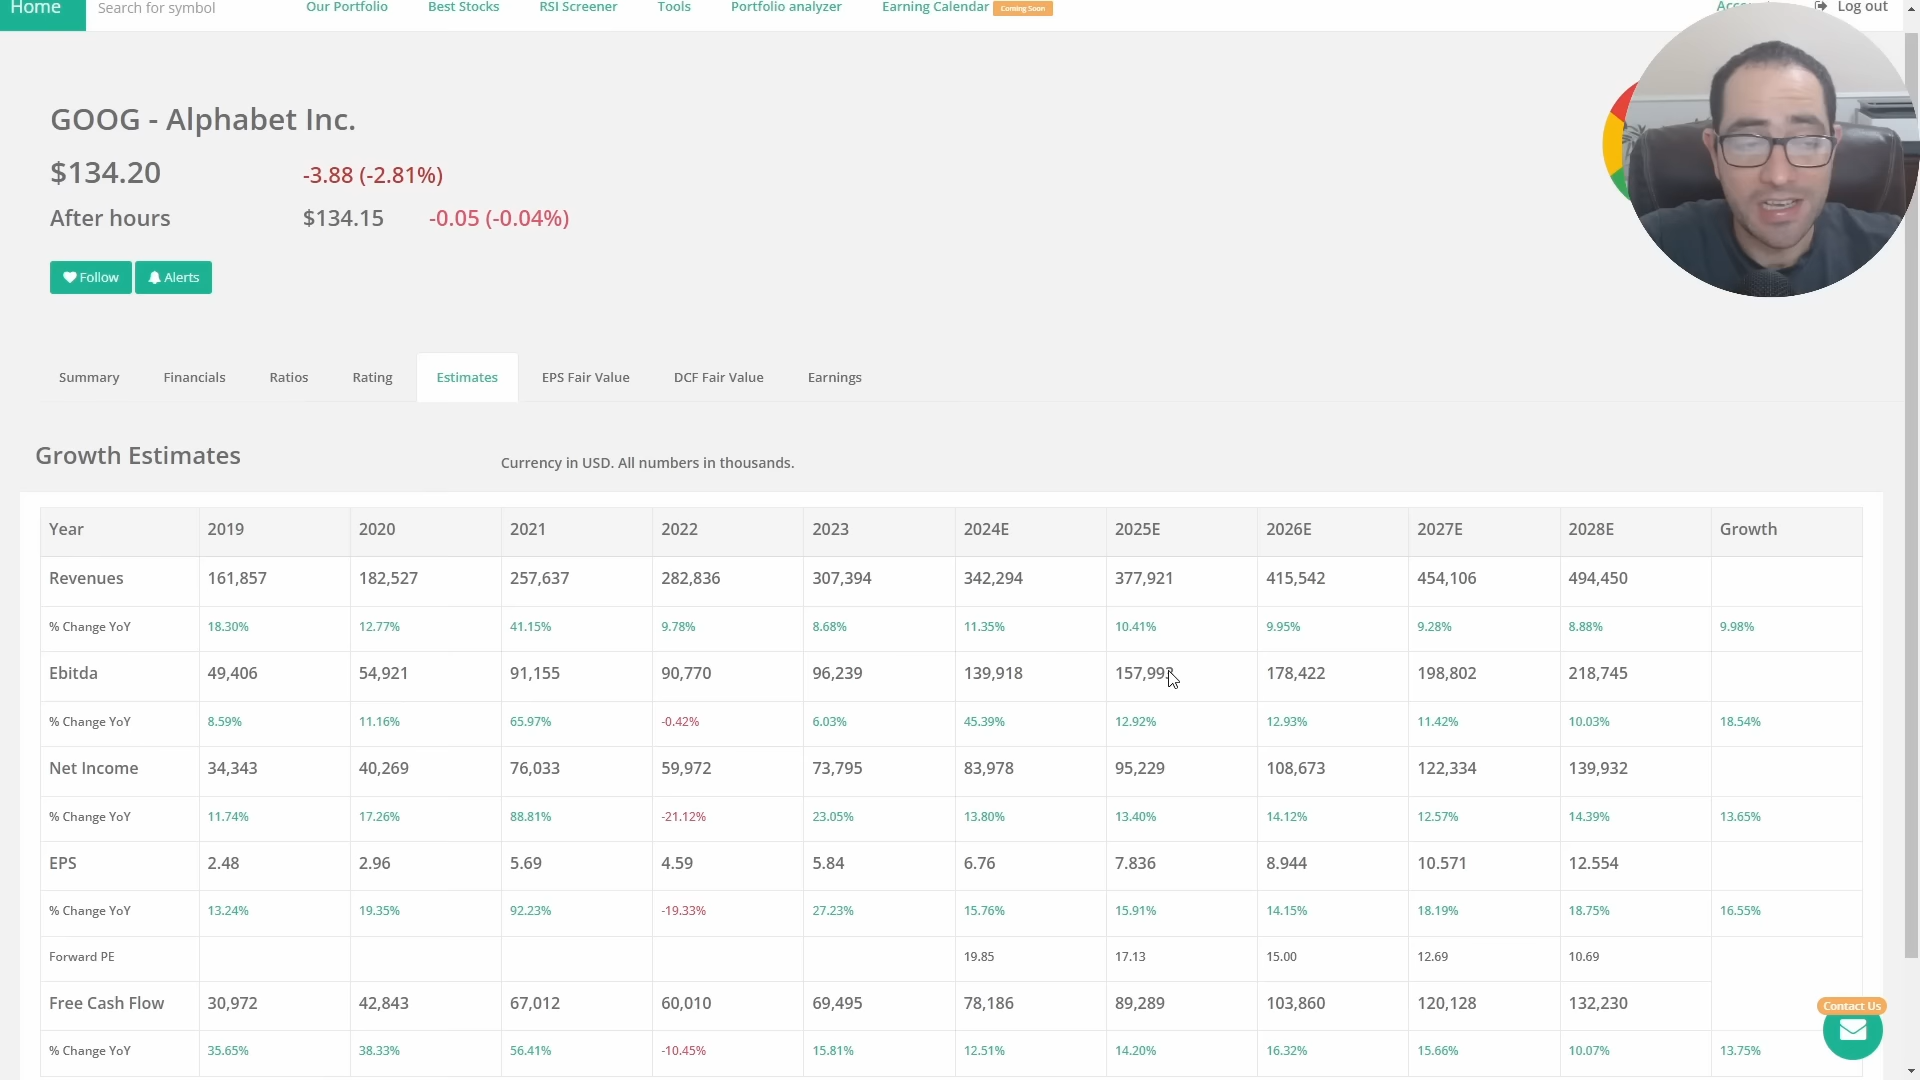 Home
Search for symbol
Our Portfolio
Best Stocks
RSI Screener
Tools
Portfolio analyzer
Earning Calendar
Coming Soon
Log out
GOOG - Alphabet Inc.
$134.20 -3.88 (-2.81%)
After hours $134.15 -0.05 (-0.04%)
Follow
Alerts
Summary Financials Ratios Rating Estimates EPS Fair Value DCF Fair Value Earnings
Growth Estimates
Currency in USD. All numbers in thousands.
Year 2019 2020 2021 2022 2023 2024E 2025E 2026E 2027E 2028E Growth
Revenues 161,857 182,527 257,637 282,836 307,394 342,294 377,921 415,542 454,106 494,450
% Change YoY 18.30% 12.77% 41.15% 9.78% 8.68% 11.35% 10.41% 9.95% 9.28% 8.88% 9.98%
Ebitda 49,406 54,921 91,155 90,770 96,239 139,918 178,422 198,802 218,745
% Change YoY 8.59% 11.16% 65.97% -0.42% 6.03% 45.39% 12.92% 12.93% 11.42% 10.03% 18.54%
Net Income 34,343 40,269 76,033 59,972 73,795 83,978 95,229 108,673 122,334 139,932
% Change YoY 11.74% 17.26% 88.81% -21.12% 23.05% 13.80% 13.40% 14.12% 12.57% 14.39% 13.65%
EPS 2.48 2.96 5.69 4.59 5.84 6.76 7.836 8.944 10.571 12.554
% Change YoY 13.24% 19.35% 92.23% -19.33% 27.23% 15.76% 15.91% 14.15% 18.19% 18.75% 16.55%
Forward PE 19.85 17.13 15.00 12.69 10.69
Free Cash Flow 30,972 42,843 67,012 60,010 69,495 78,186 89,289 103,860 120,128 132,230
% Change YoY 35.65% 38.33% 56.41% -10.45% 15.81% 12.51% 14.20% 16.32% 15.66% 10.07% 13.75%
Contact Us